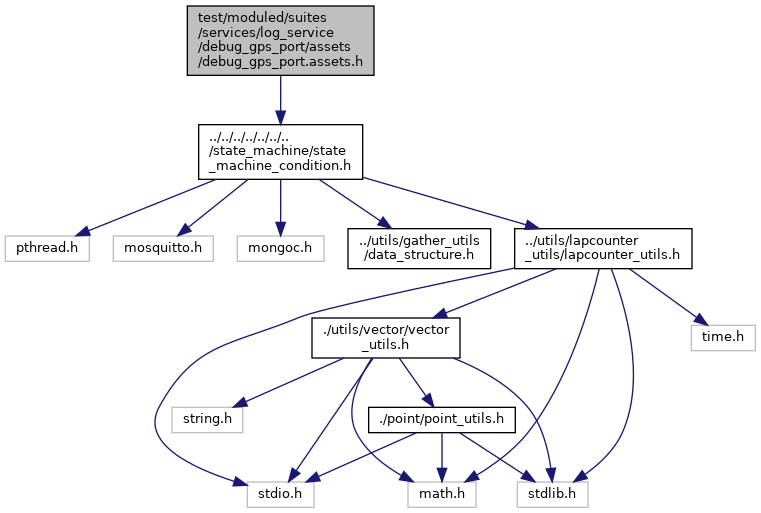 test/moduled/suites
/services/log_service
/debug_gps_port/assets
/debug_gps_port.assets.h
../../../../../../..
/state_machine/state
_machine_condition.h
pthread.h
mosquitto.h
mongoc.h
../utils/gather_utils
/data_structure.h
../utils/lapcounter
_utils/lapcounter_utils.h
./utils/vector/vector
_utils.h
time.h
string.h
./point/point_utils.h
stdio.h
math.h
stdlib.h